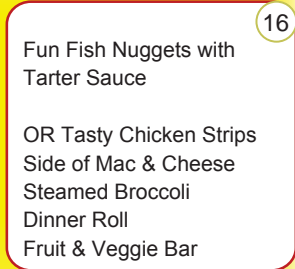 16
Fun Fish Nuggets with
Tarter Sauce
OR Tasty Chicken Strips
Side of Mac & Cheese
Steamed Broccoli
Dinner Roll
Fruit & Veggie Bar